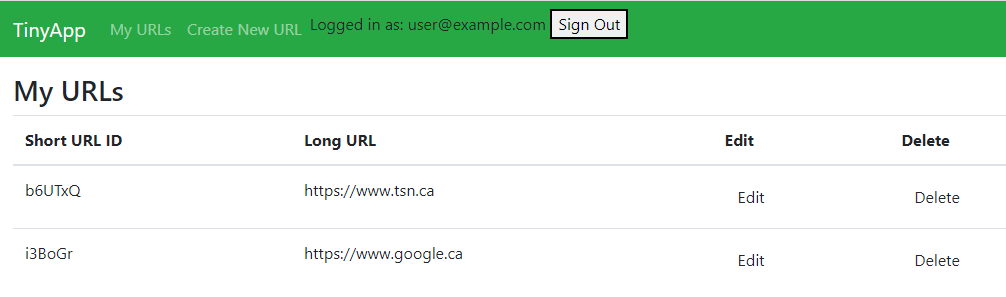 TinyApp My URLs Create New URL Logged in as: user@example.com Sign Out
My URLs
Short URL ID Long URL Edit Delete
b6UTxQ https://www.tsn.ca Edit Delete
i3BoGr https://www.google.ca Edit Delete